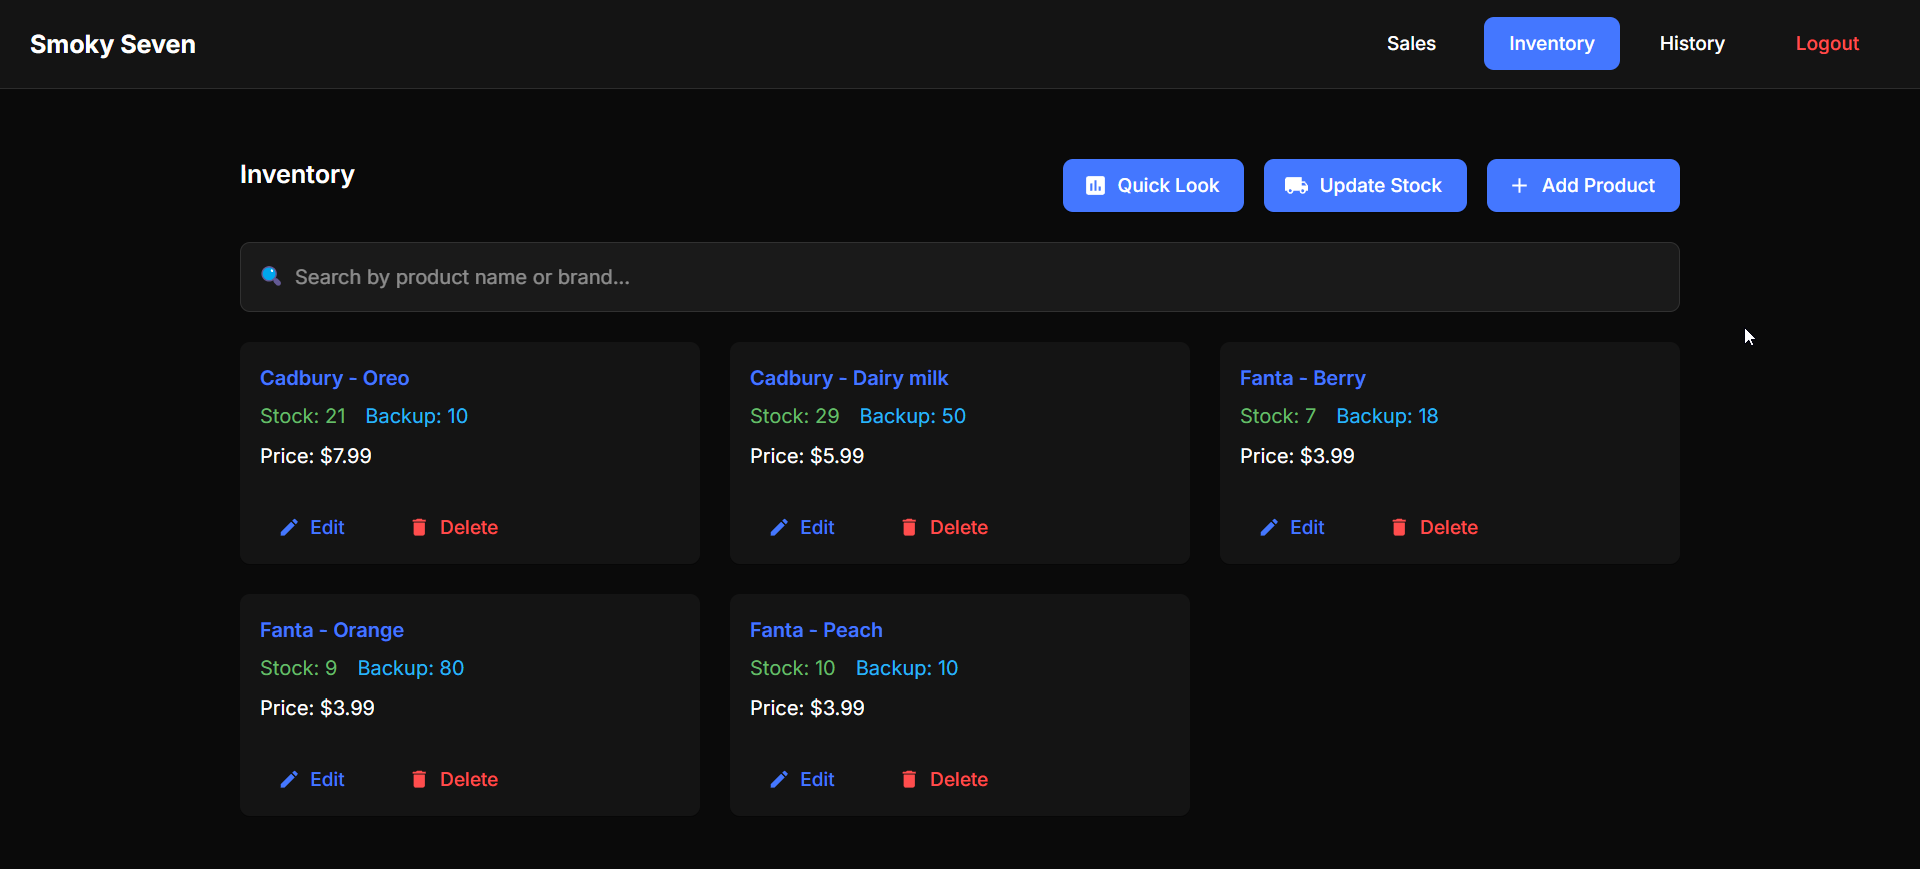 Smoky Seven
Sales
Inventory
History
Logout
Inventory
Quick Look
Update Stock
Add Product
Search by product name or brand...
Cadbury - Oreo
Stock: 21 Backup: 10
Price: $7.99
Edit
Delete
Cadbury - Dairy milk
Stock: 29 Backup: 50
Price: $5.99
Edit
Delete
Fanta - Berry
Stock: 7 Backup: 18
Price: $3.99
Edit
Delete
Fanta - Orange
Stock: 9 Backup: 80
Price: $3.99
Edit
Delete
Fanta - Peach
Stock: 10 Backup: 10
Price: $3.99
Edit
Delete